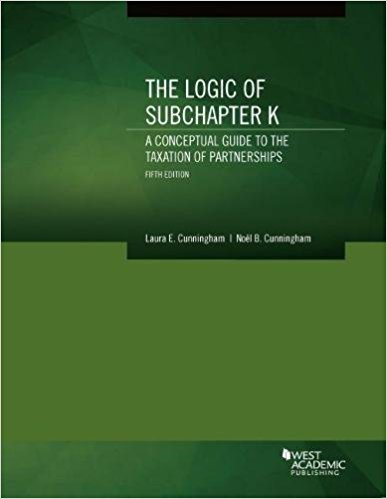 THE LOGIC OF
SUBCHAPTER K
A CONCEPTUAL GUIDE TO THE
TAXATION OF PARTNERSHIPS
FIFTH EDITION
Laura E. Cunningham | Noël B. Cunningham
WEST
ACADEMIC
PUBLISHING